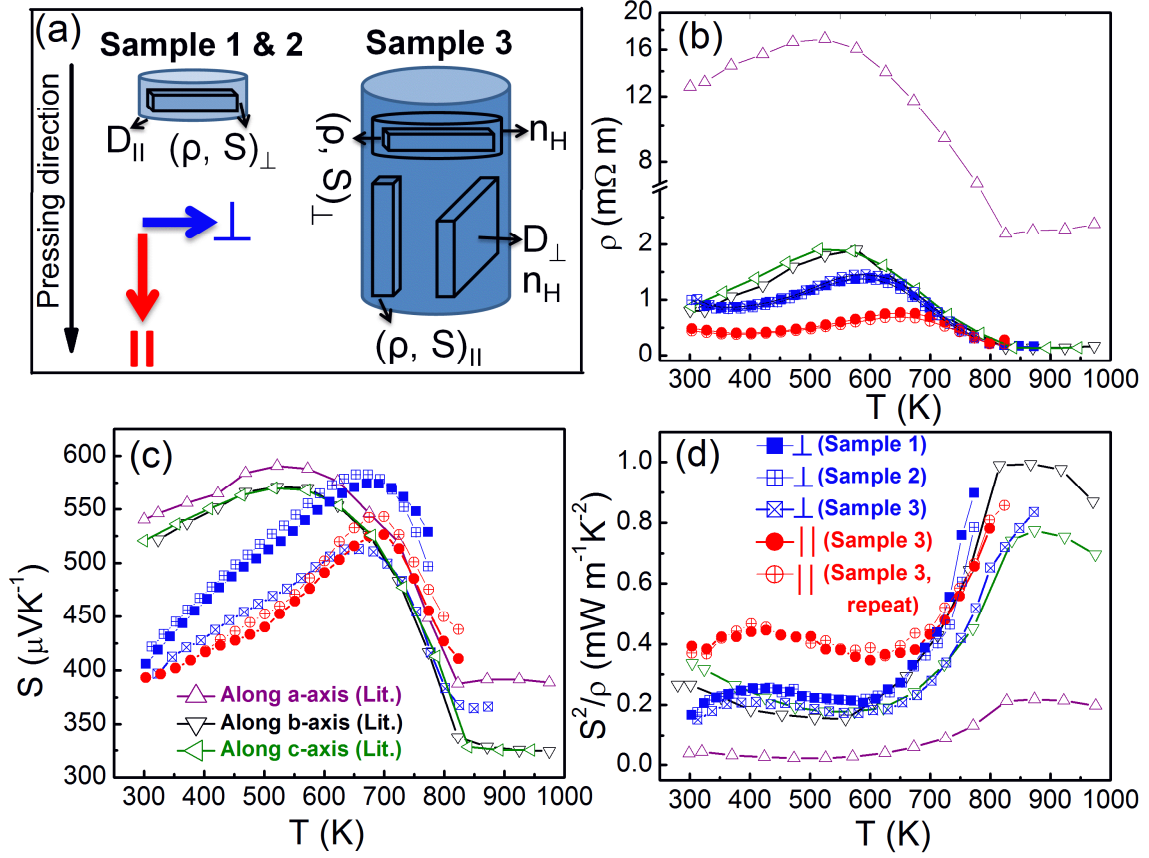 (a)
Sample 1 & 2
Sample 3
Pressing direction
D||
(ρ, S)⊥
(ρ, S)⊥
nH
⊥
||
D⊥
nH
(ρ, S)||
(b)
ρ (mΩ m)
20
16
12
8
2
1
0
300 400 500 600 700 800 900 1000
T (K)
(c)
S (μVK⁻¹)
600
550
500
450
400
350
300
Along a-axis (Lit.)
Along b-axis (Lit.)
Along c-axis (Lit.)
300 400 500 600 700 800 900 1000
T (K)
(d)
S²/ρ (mW m⁻¹K⁻²)
1.0
0.8
0.6
0.4
0.2
0.0
⊥ (Sample 1)
⊥ (Sample 2)
⊥ (Sample 3)
|| (Sample 3)
|| (Sample 3,
repeat)
300 400 500 600 700 800 900 1000
T (K)